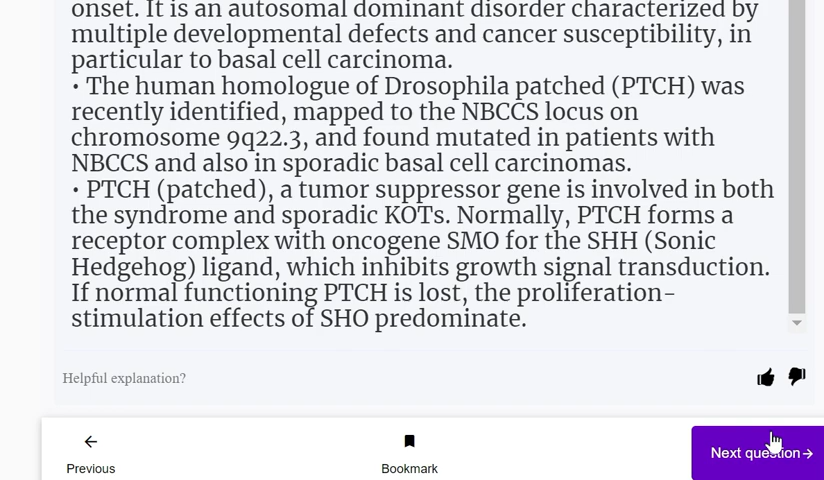 onset. It is an autosomal dominant disorder characterized by
multiple developmental defects and cancer susceptibility, in
particular to basal cell carcinoma.
• The human homologue of Drosophila patched (PTCH) was
recently identified, mapped to the NBCCS locus on
chromosome 9q22.3, and found mutated in patients with
NBCCS and also in sporadic basal cell carcinomas.
• PTCH (patched), a tumor suppressor gene is involved in both
the syndrome and sporadic KOTs. Normally, PTCH forms a
receptor complex with oncogene SMO for the SHH (Sonic
Hedgehog) ligand, which inhibits growth signal transduction.
If normal functioning PTCH is lost, the proliferation-
stimulation effects of SHO predominate.
Helpful explanation?
Previous
Bookmark
Next question